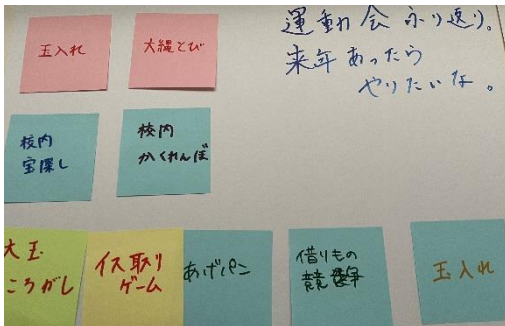 運動会ふり返り。
来年あったら
やりたいな。
玉入れ
大縄とび
校内
宝探し
校内
かくれんぼ
大玉
ころがし
イス取り
ゲーム
あげパン
借りもの
競争
玉入れ